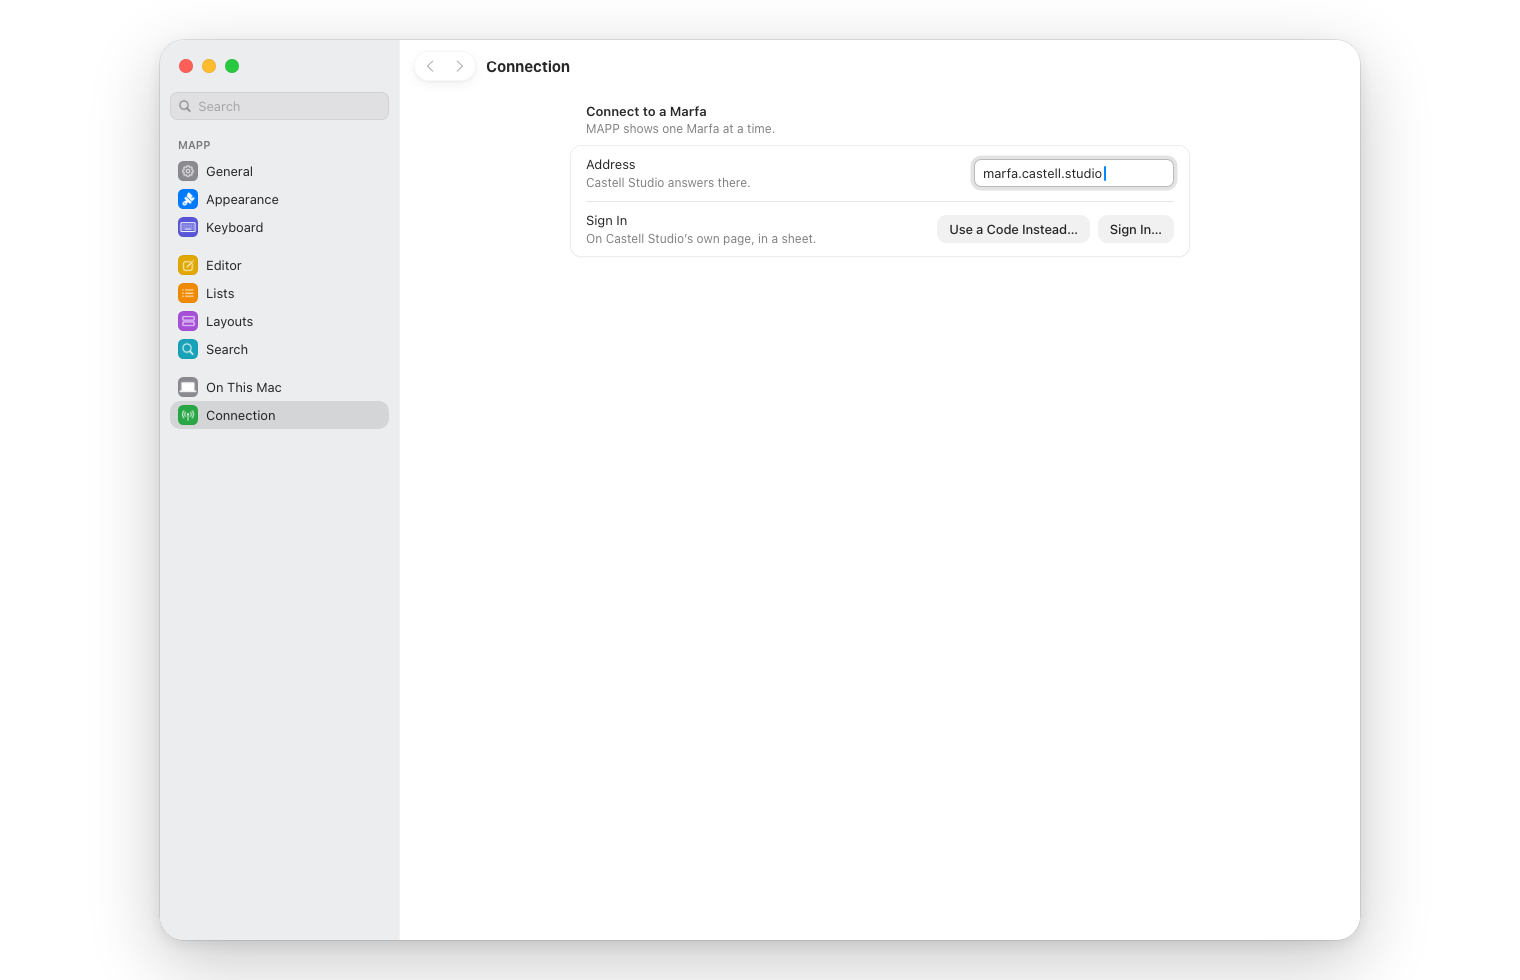 Search
MAPP
General
Appearance
Keyboard
Editor
Lists
Layouts
Search
On This Mac
Connection
Connection
Connect to a Marfa
MAPP shows one Marfa at a time.
Address
Castell Studio answers there.
marfa.castell.studio
Sign In
On Castell Studio's own page, in a sheet.
Use a Code Instead...
Sign In...